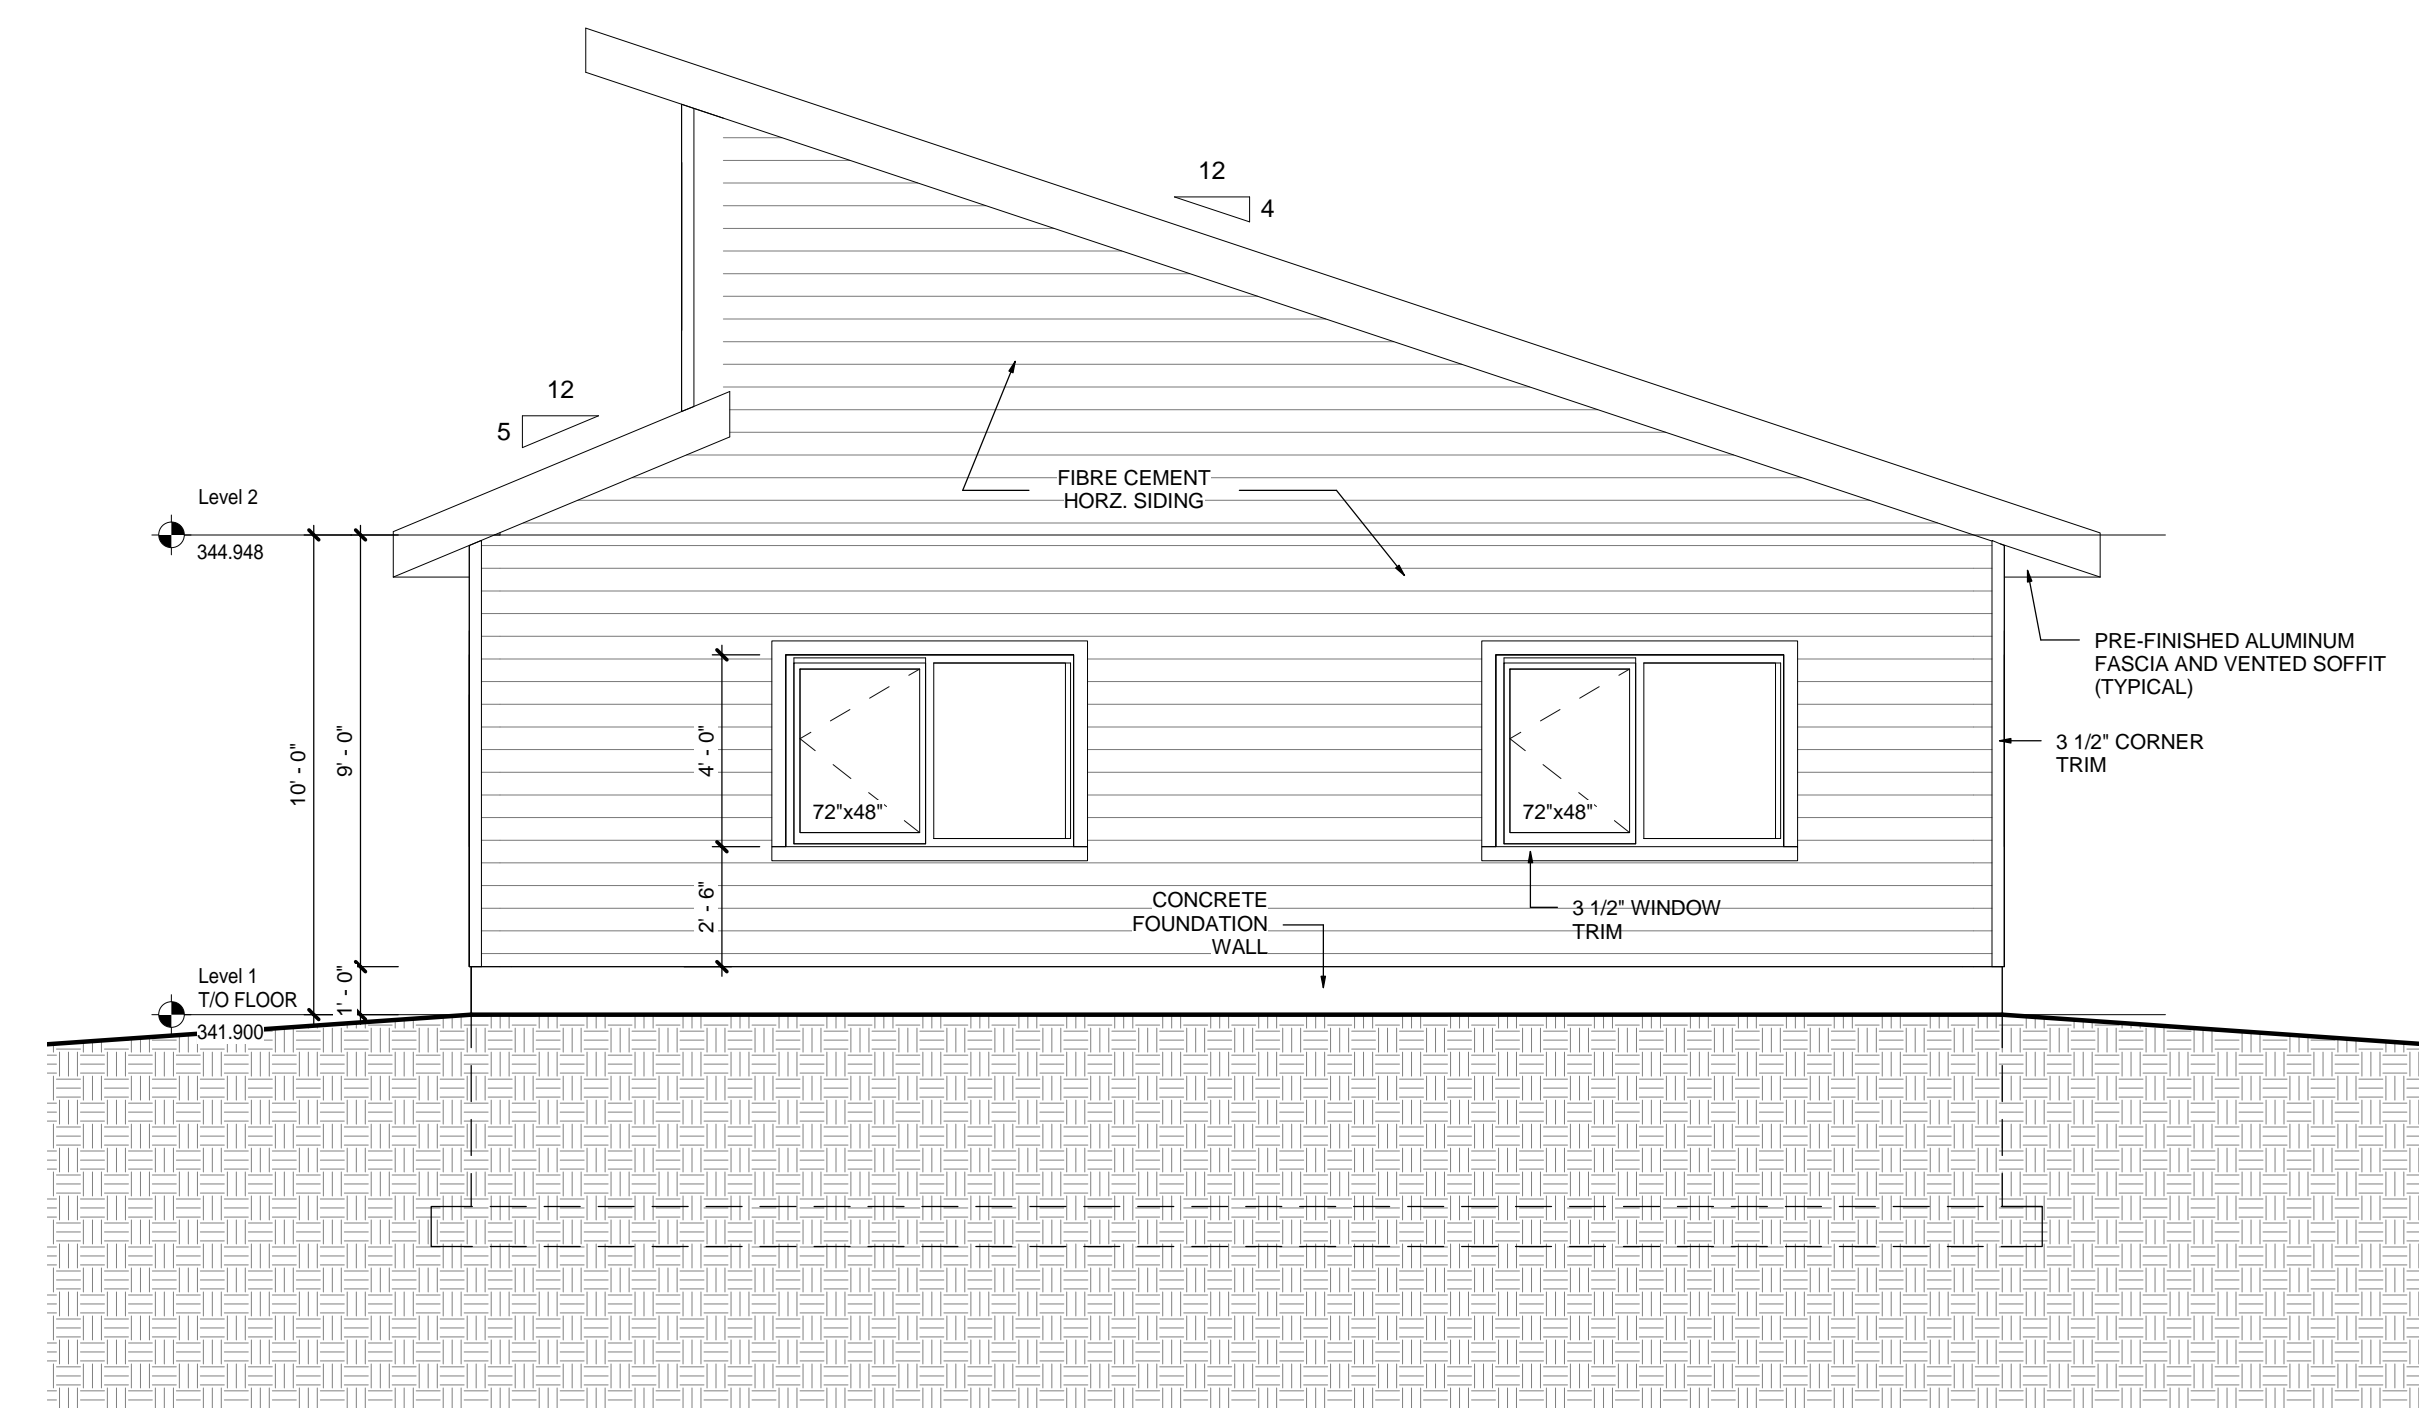 12
4
12
5
Level 2
344.948
FIBRE CEMENT
HORZ. SIDING
PRE-FINISHED ALUMINUM
FASCIA AND VENTED SOFFIT
(TYPICAL)
3 1/2" CORNER
TRIM
10' - 0"
9' - 0"
4' - 0"
72"x48"
72"x48"
2' - 6"
CONCRETE
FOUNDATION
WALL
3 1/2" WINDOW
TRIM
Level 1
T/O FLOOR
341.900
1' - 0"